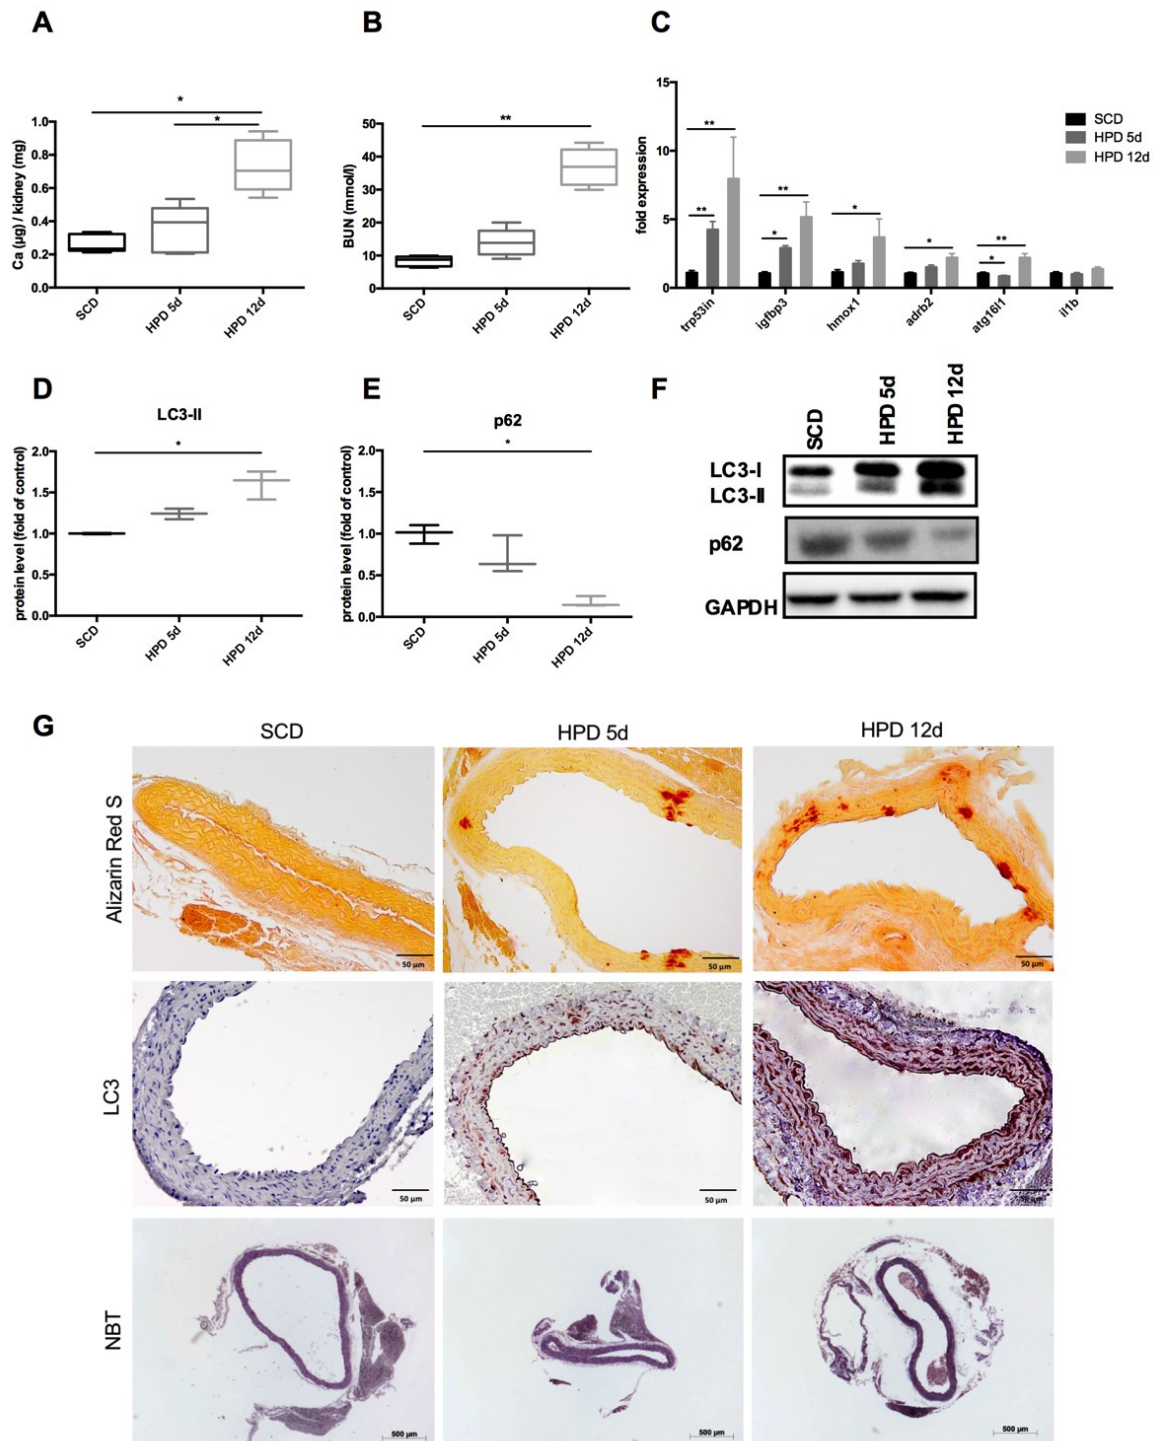 A
B
C
*
*
1.0
0.8
0.6
0.4
0.2
0.0
Ca (µg) / kidney (mg)
SCD
HPD 5d
HPD 12d
**
50
40
30
20
10
0
BUN (mmol/l)
SCD
HPD 5d
HPD 12d
15
10
5
0
fold expression
** ** * ** * * * **
trp53in
igfbp3
hmox1
adrb2
atg16l1
il1b
SCD
HPD 5d
HPD 12d
D
E
F
LC3-II
*
2.0
1.5
1.0
0.5
0.0
protein level (fold of control)
SCD
HPD 5d
HPD 12d
p62
*
2.0
1.5
1.0
0.5
0.0
protein level (fold of control)
SCD
HPD 5d
HPD 12d
SCD
HPD 5d
HPD 12d
LC3-I
LC3-II
p62
GAPDH
G
SCD HPD 5d HPD 12d
Alizarin Red S
50 µm 50 µm 50 µm
LC3
50 µm 50 µm 50 µm
NBT
500 µm 500 µm 500 µm